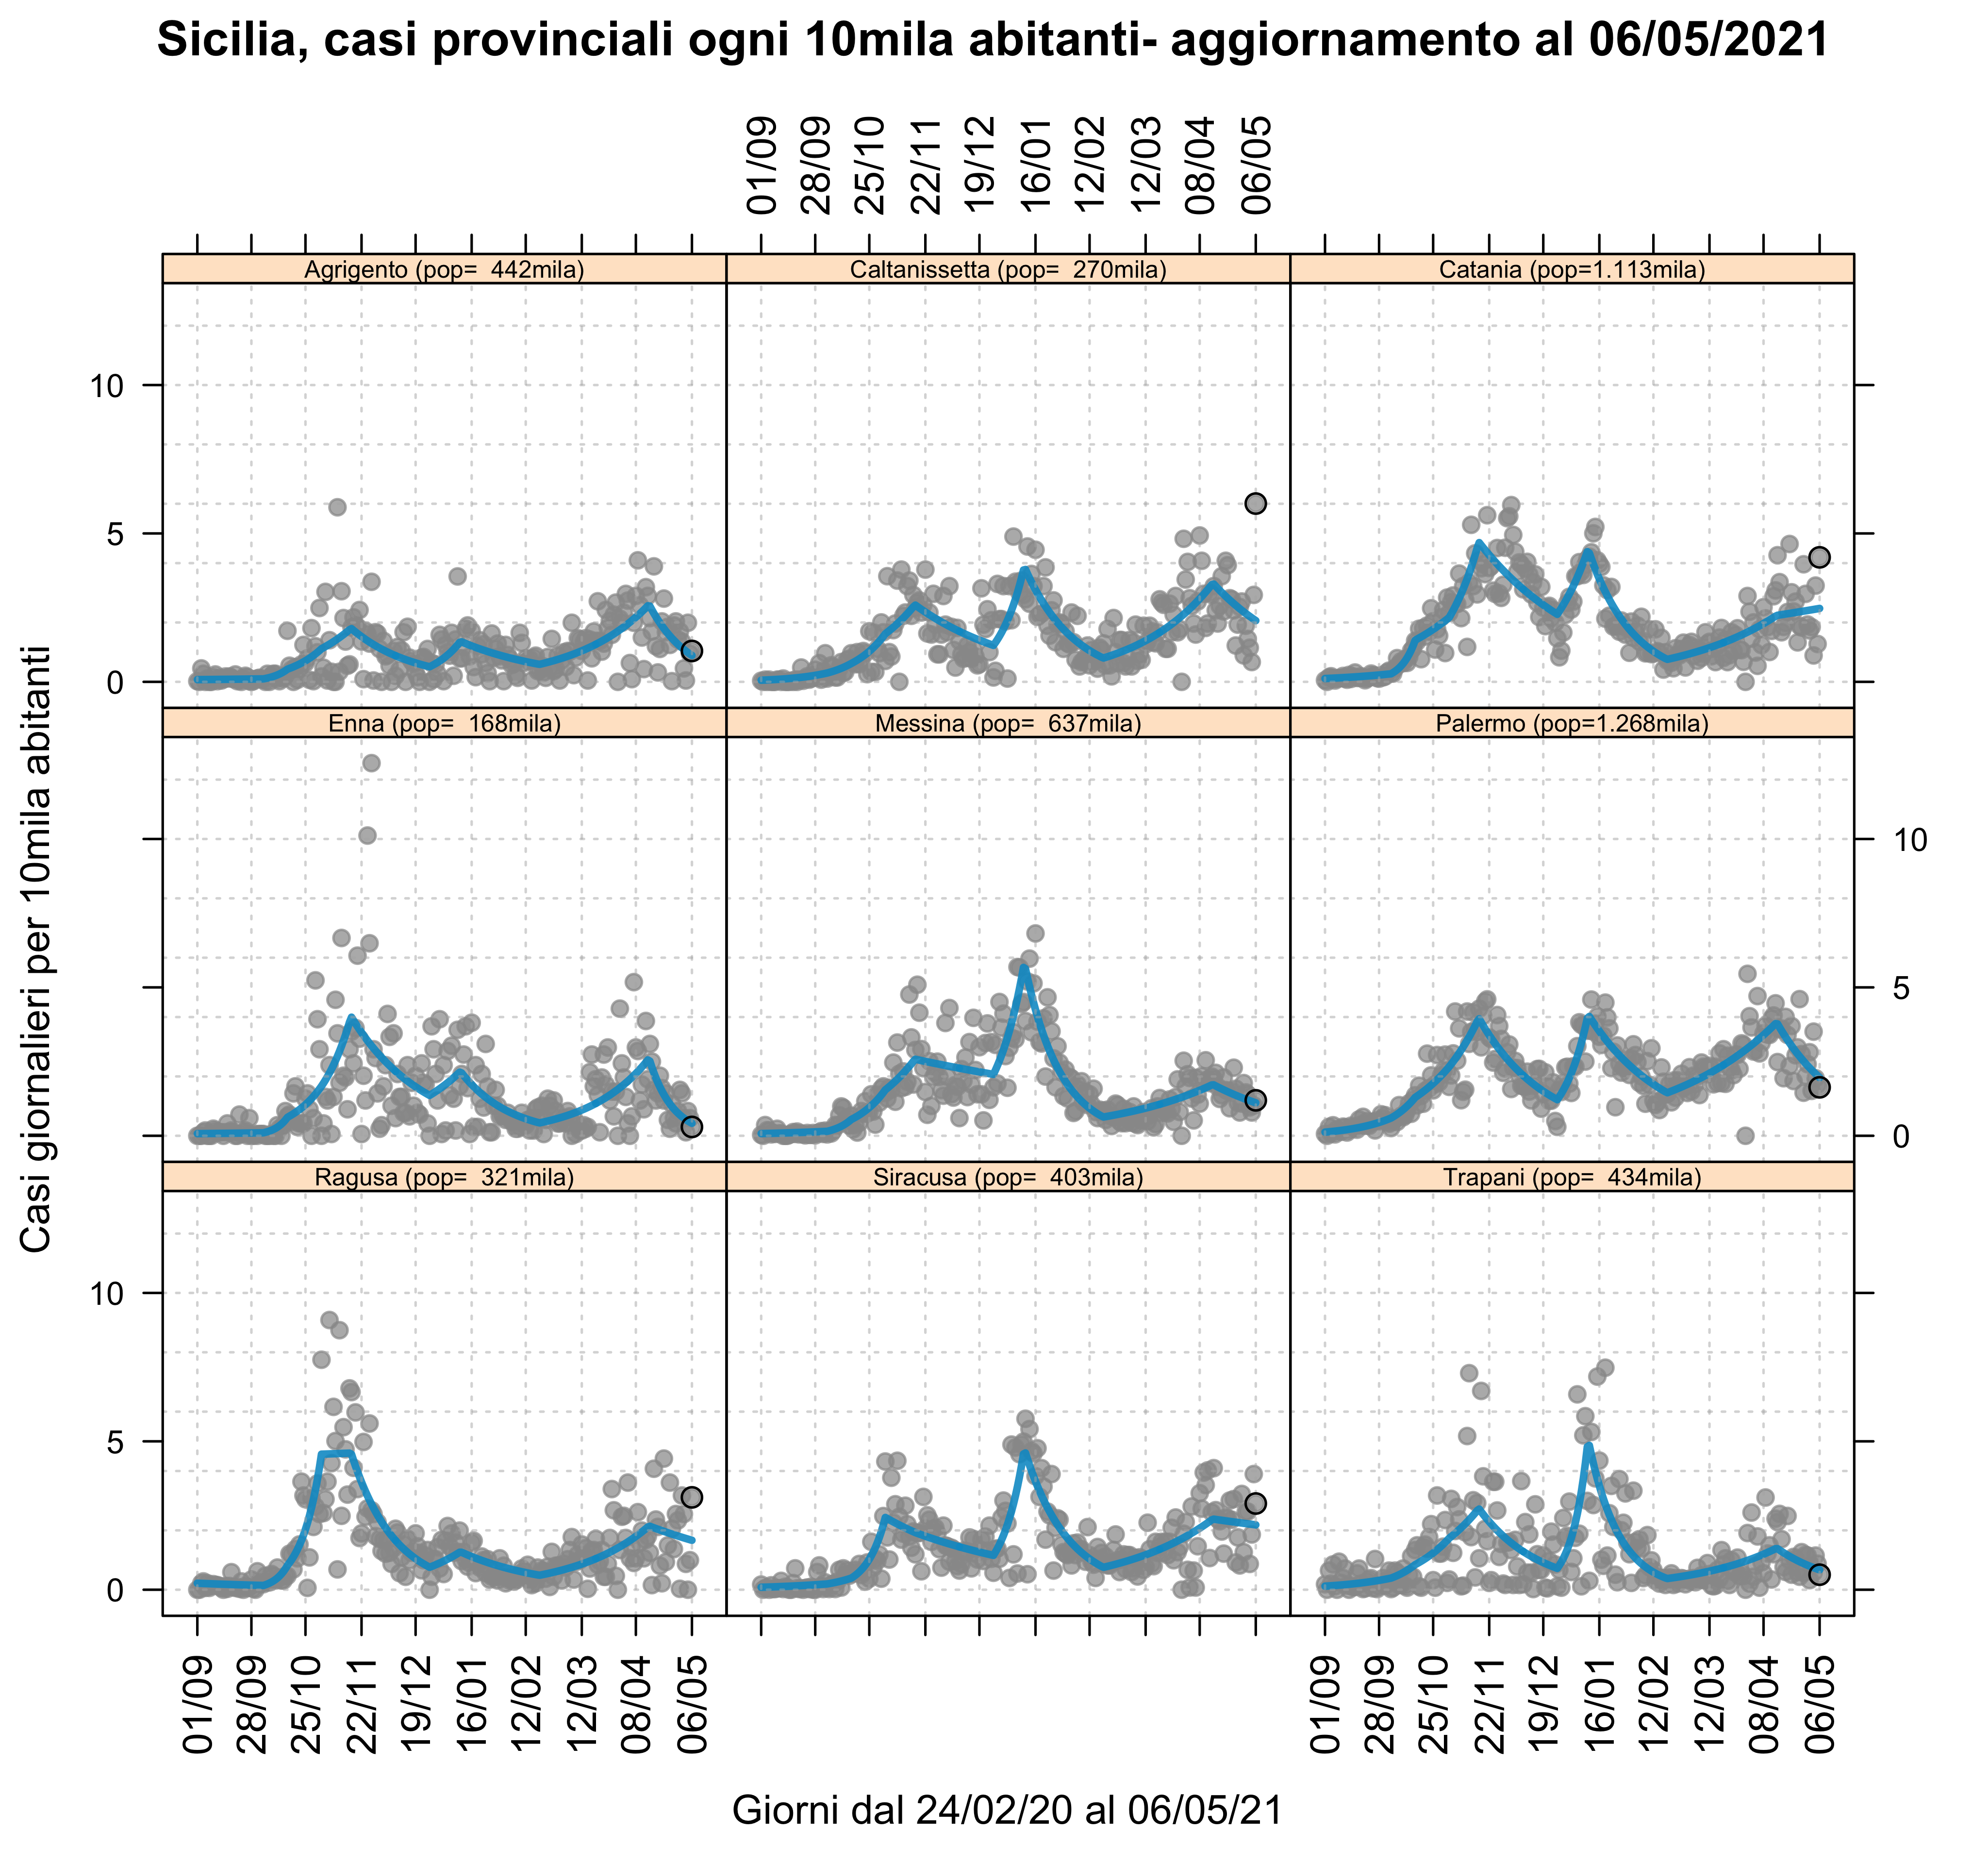 Sicilia, casi provinciali ogni 10mila abitanti- aggiornamento al 06/05/2021
01/09 28/09 25/10 22/11 19/12 16/01 12/02 12/03 08/04 06/05
Agrigento (pop=  442mila)
Caltanissetta (pop=  270mila)
Catania (pop=1.113mila)
10
5
0
Enna (pop=  168mila)
Messina (pop=  637mila)
Palermo (pop=1.268mila)
10
5
0
Ragusa (pop=  321mila)
Siracusa (pop=  403mila)
Trapani (pop=  434mila)
10
5
0
Casi giornalieri per 10mila abitanti
01/09 28/09 25/10 22/11 19/12 16/01 12/02 12/03 08/04 06/05
01/09 28/09 25/10 22/11 19/12 16/01 12/02 12/03 08/04 06/05
Giorni dal 24/02/20 al 06/05/21